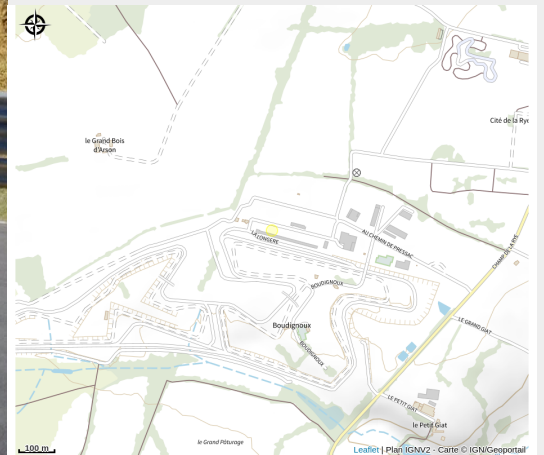 Cité de la Rye
le Grand Bois
d'Arson
LA LONGERE
AU CHEMIN DE PRESSAC
CHAMP DE LA RYE
BOUDIGNOUX
LE GRAND GIAT
Boudignoux
BOUDIGNOUX
LE PETIT GIAT
le Petit Giat
le Grand Pâturage
100 m
Leaflet | Plan IGNV2 - Carte © IGN/Geoportail